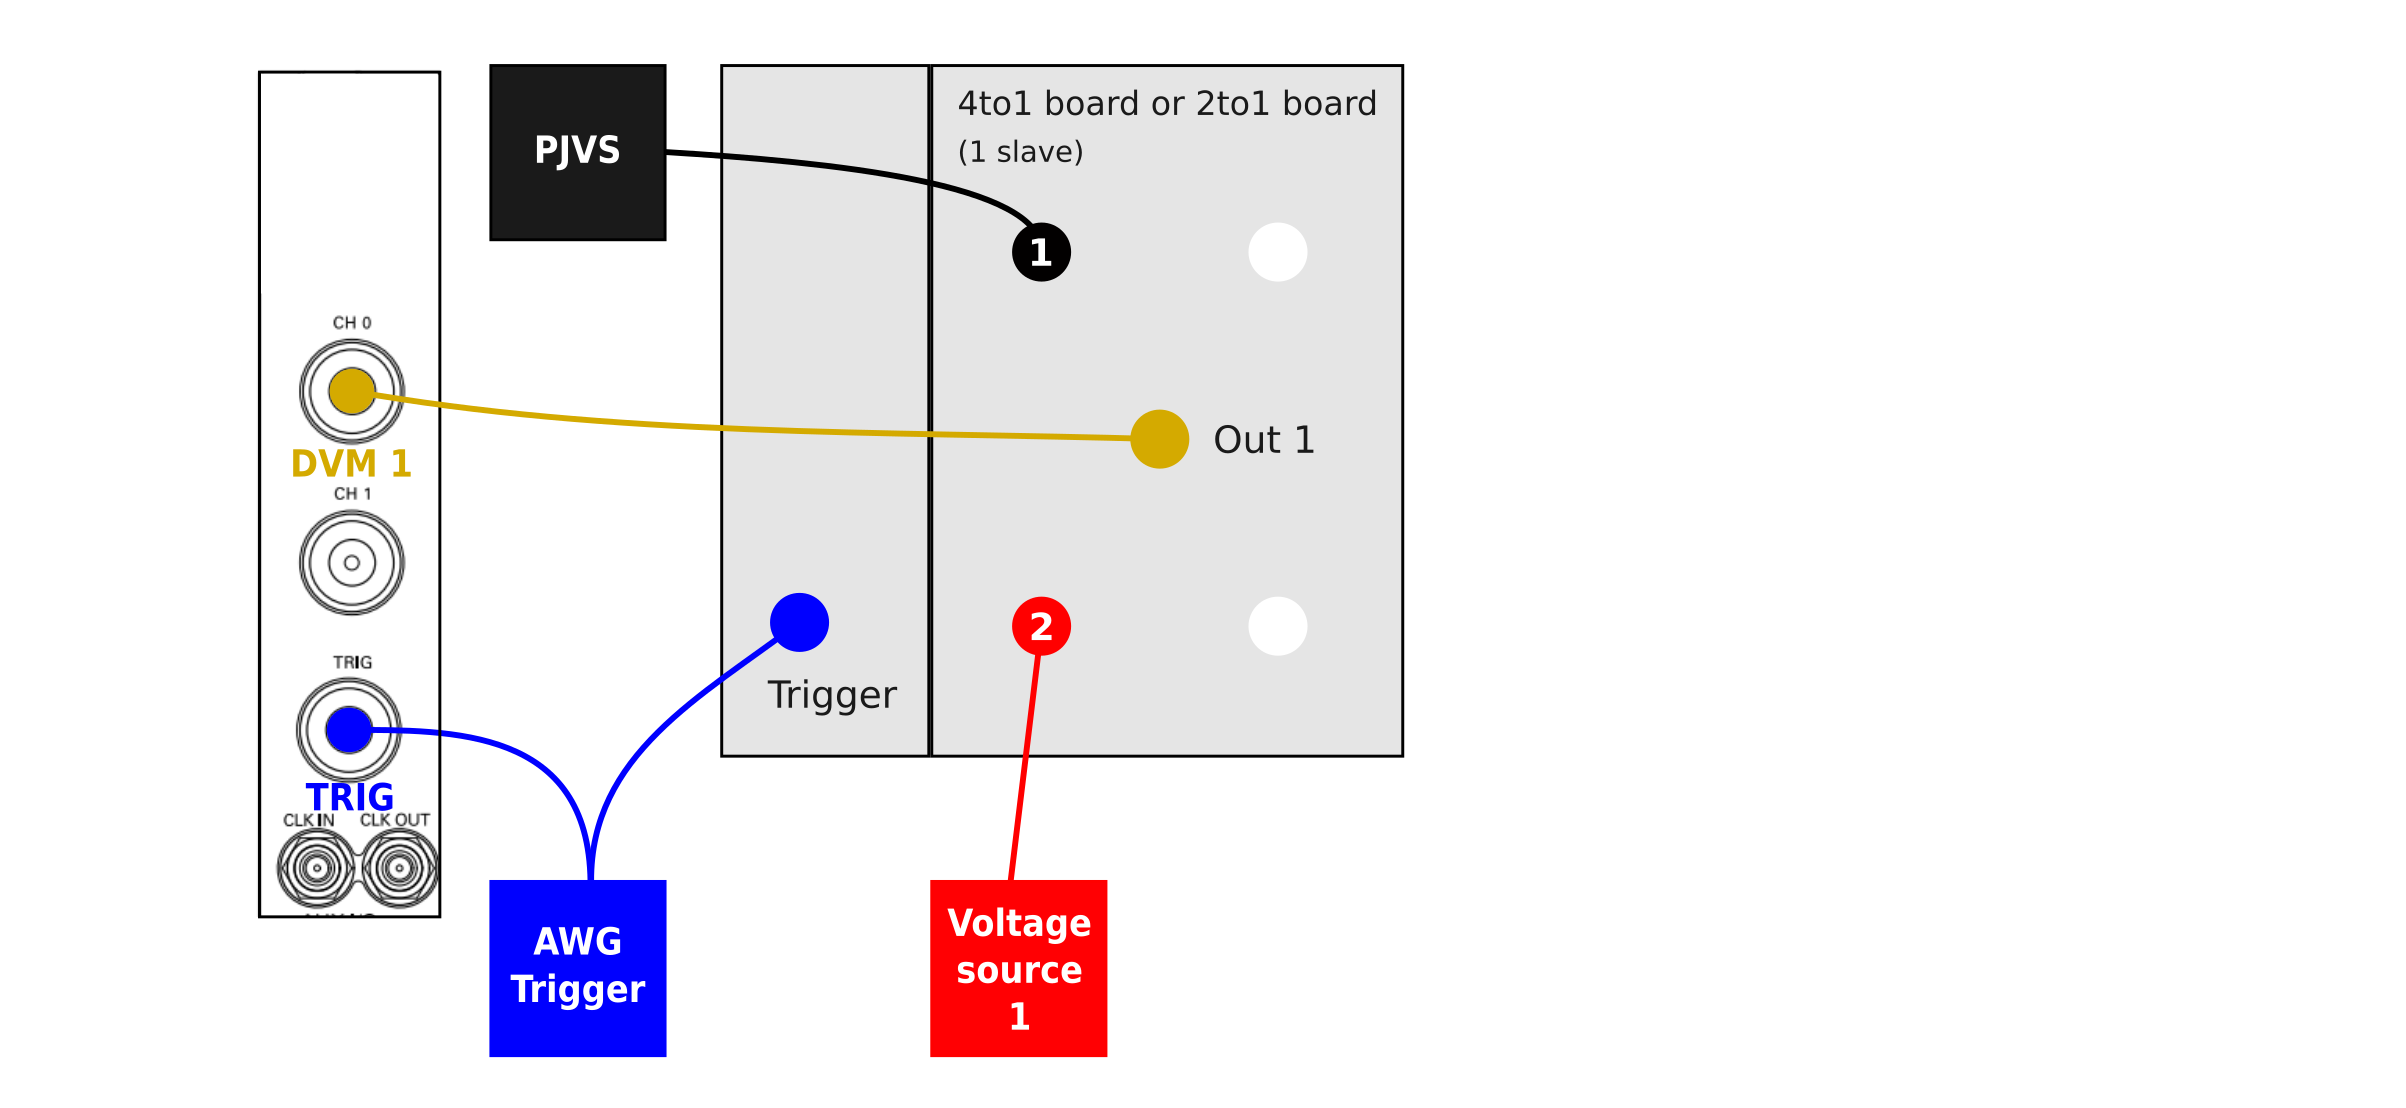 PJVS
4to1 board or 2to1 board
(1 slave)
1
CH 0
DVM 1
Out 1
CH 1
2
TRIG
Trigger
TRIG
CLK IN
CLK OUT
AWG
Trigger
Voltage
source
1